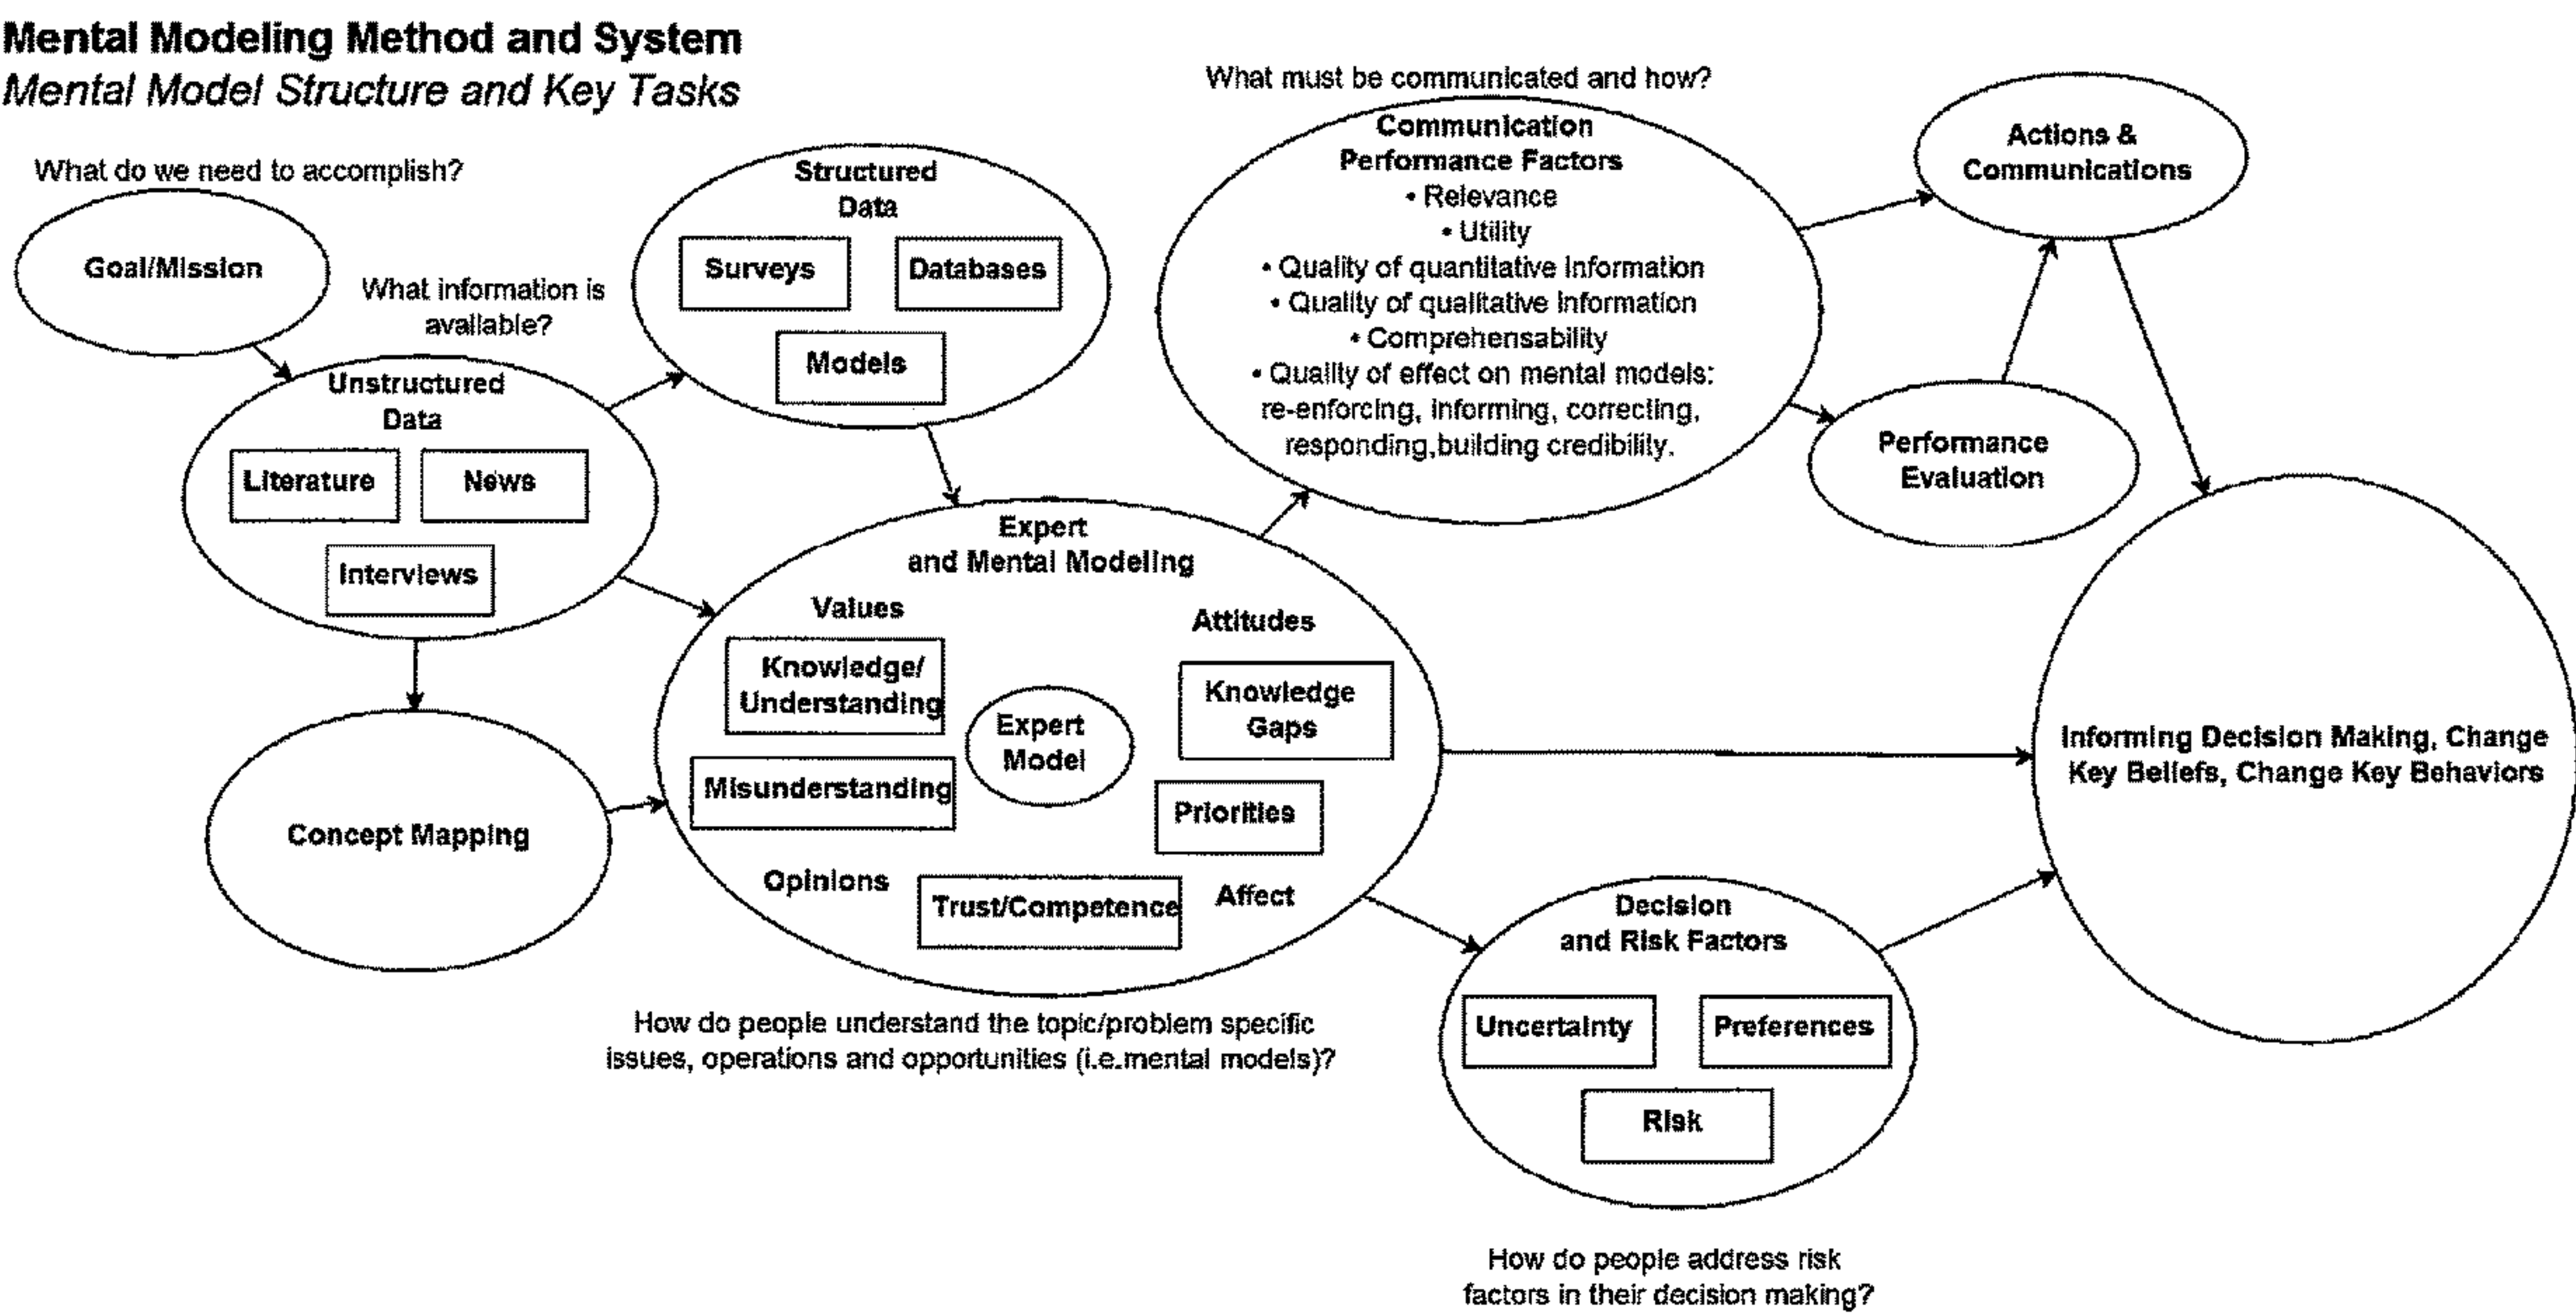 Mental Modeling Method and System
Mental Model Structure and Key Tasks
What do we need to accomplish?
Goal/Mission
What information is
available?
Unstructured
Data
Literature
News
Interviews
Concept Mapping
Structured
Data
Surveys
Databases
Models
Expert
and Mental Modeling
Values
Attitudes
Knowledge/
Understanding
Expert
Model
Knowledge
Gaps
Misunderstanding
Priorities
Opinions
Trust/Competence
Affect
How do people understand the topic/problem specific
issues, operations and opportunities (i.e.mental models)?
What must be communicated and how?
Communication
Performance Factors
• Relevance
• Utility
• Quality of quantitative information
• Quality of qualitative information
• Comprehensability
• Quality of effect on mental models:
re-enforcing, informing, correcting,
responding,building credibility.
Actions &
Communications
Performance
Evaluation
Informing Decision Making, Change
Key Beliefs, Change Key Behaviors
Decision
and Risk Factors
Uncertainty
Preferences
Risk
How do people address risk
factors in their decision making?